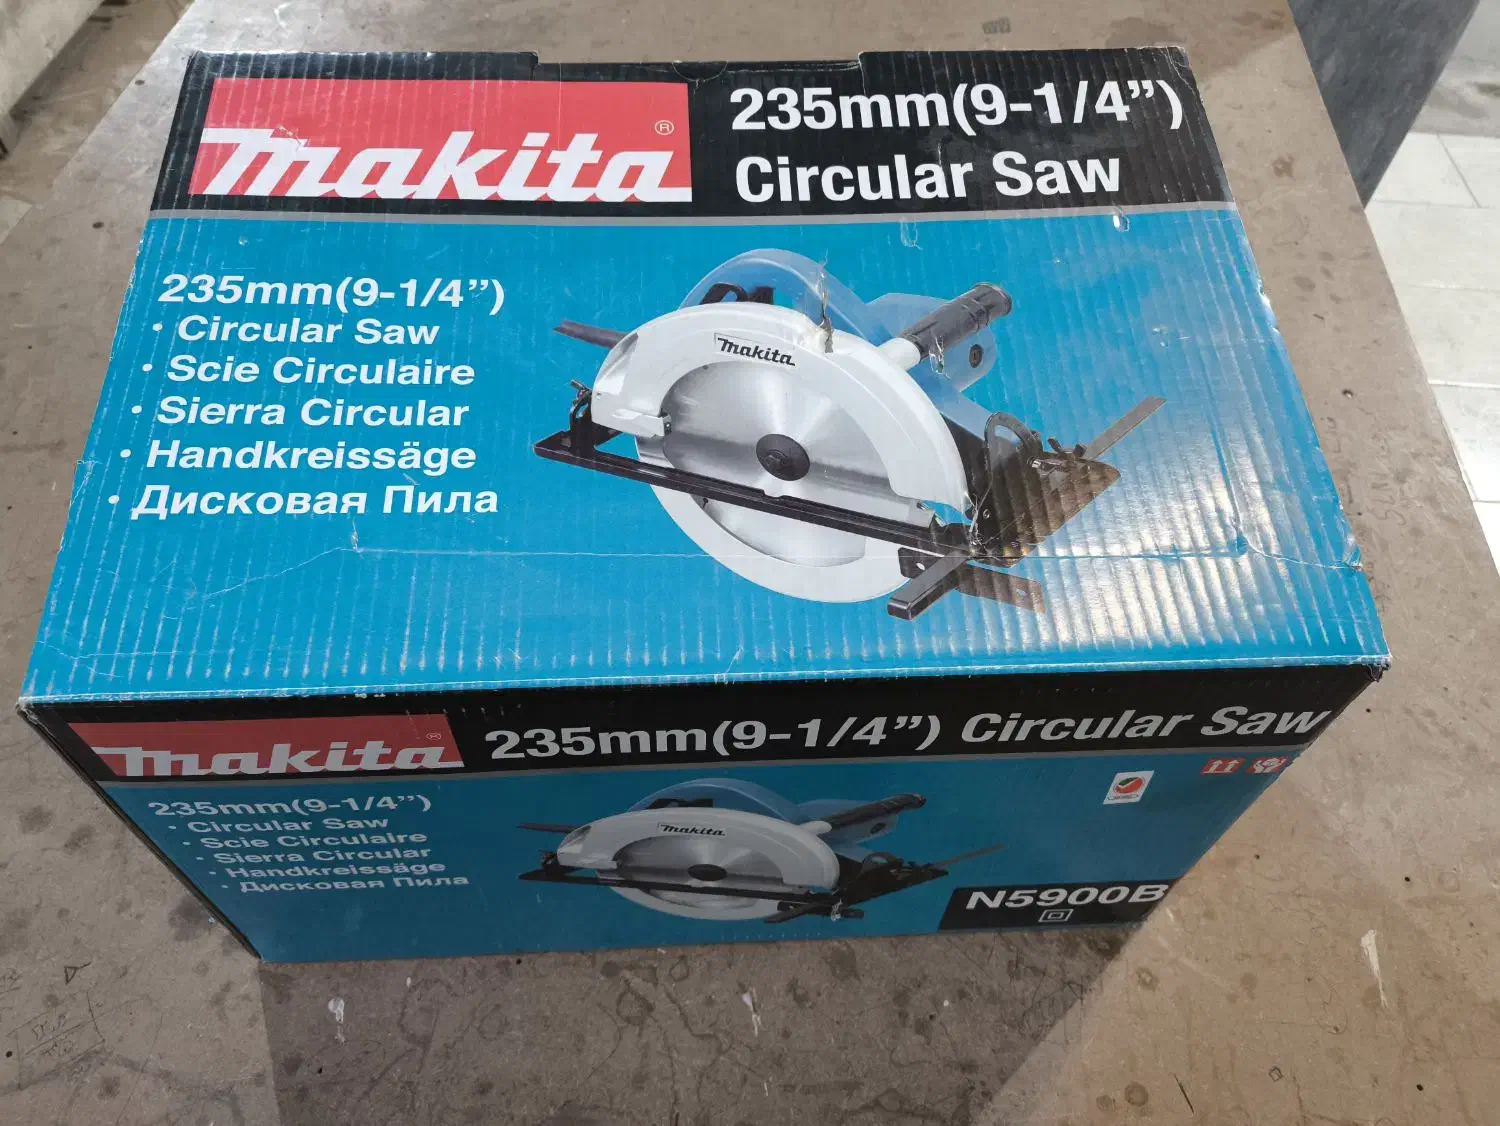 makita®
235mm(9-1/4”)
Circular Saw
235mm(9-1/4”)
· Circular Saw
· Scie Circulaire
· Sierra Circular
· Handkreissäge
· Дисковая Пила
makita
makita® 235mm(9-1/4”) Circular Saw
235mm(9-1/4”)
· Circular Saw
· Scie Circulaire
· Sierra Circular
· Handkreissäge
· Дисковая Пила
makita
N5900B